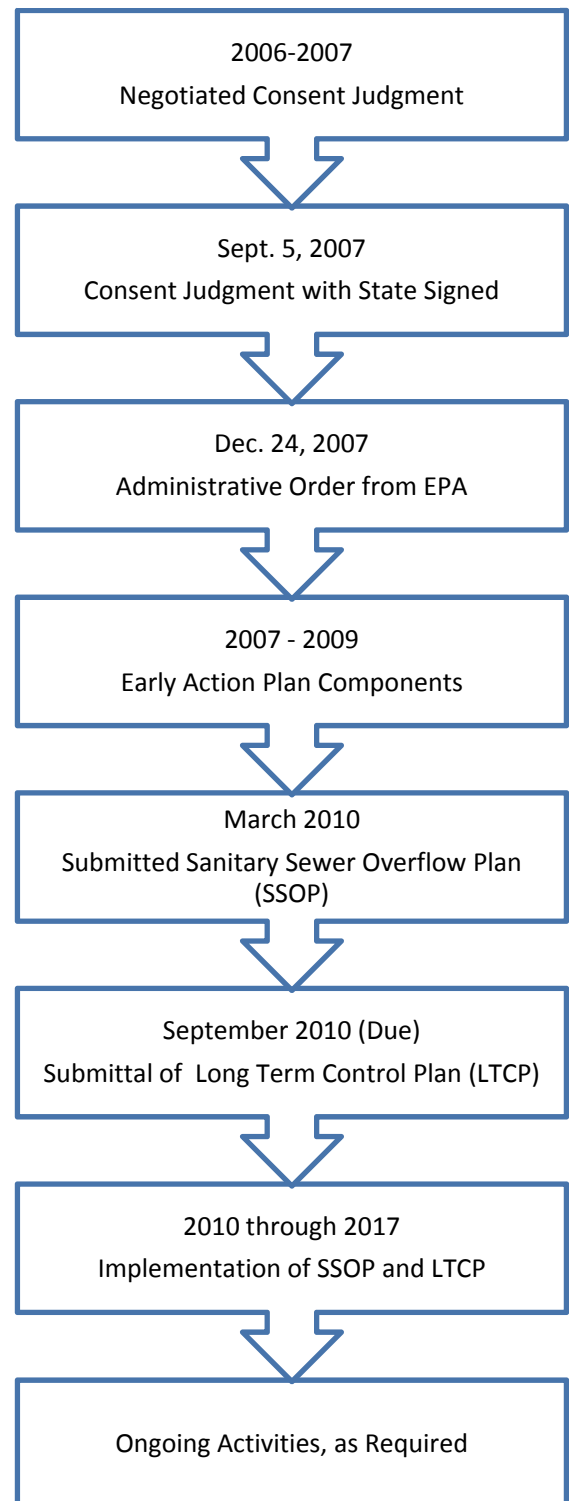 2006-2007
Negotiated Consent Judgment
Sept. 5, 2007
Consent Judgment with State Signed
Dec. 24, 2007
Administrative Order from EPA
2007 - 2009
Early Action Plan Components
March 2010
Submitted Sanitary Sewer Overflow Plan
(SSOP)
September 2010 (Due)
Submittal of Long Term Control Plan (LTCP)
2010 through 2017
Implementation of SSOP and LTCP
Ongoing Activities, as Required